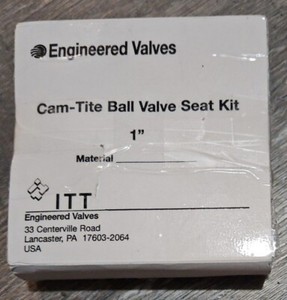 Engineered Valves
Cam-Tite Ball Valve Seat Kit
1"
Material
ITT
Engineered Valves
33 Centerville Road
Lancaster, PA 17603-2064
USA